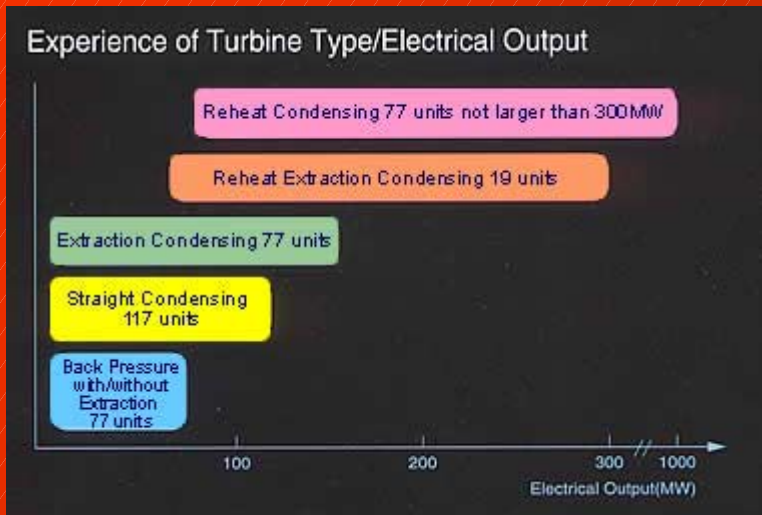 Experience of Turbine Type/Electrical Output
Reheat Condensing 77 units not larger than 300MW
Reheat Extraction Condensing 19 units
Extraction Condensing 77 units
Straight Condensing
117 units
Back Pressure
with/without
Extraction
77 units
100
200
300
1000
Electrical Output(MW)